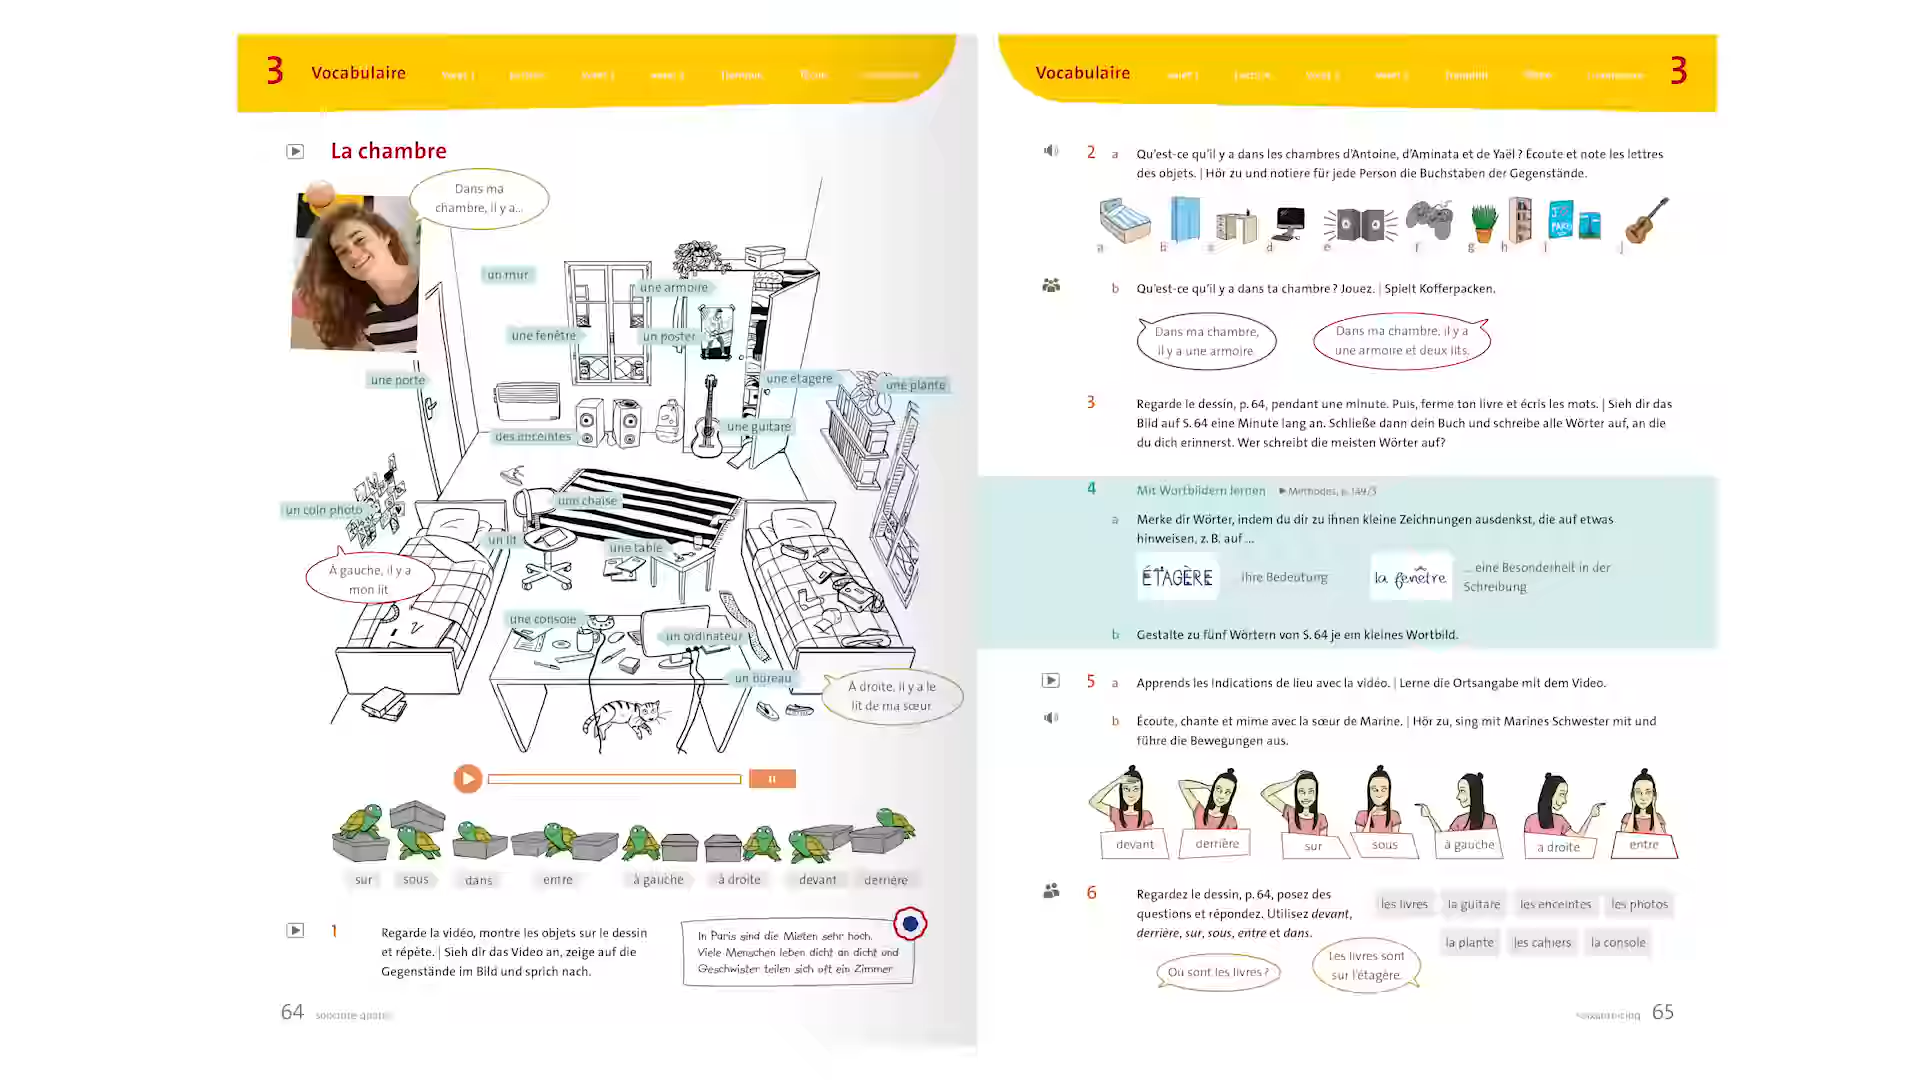 3 Vocabulaire
La chambre
Dans ma
chambre, il y a...
un mur
une armoire
une fenêtre
un poster
une porte
une étagère
une plante
une guitare
des enceintes
un coin photo
une chaise
un lit
une table
À gauche, il y a
mon lit
une console
un ordinateur
un bureau
À droite, il y a le
lit de ma sœur
sur
sous
dans
entre
à gauche
à droite
devant
derrière
1 Regarde la vidéo, montre les objets sur le dessin
et répète. | Sieh dir das Video an, zeige auf die
Gegenstände im Bild und sprich nach.
In Paris sind die Mieten sehr hoch.
Viele Menschen leben dicht an dicht und
Geschwister teilen sich oft ein Zimmer
64
Vocabulaire 3
2 a Qu'est-ce qu'il y a dans les chambres d'Antoine, d'Aminata et de Yaël ? Écoute et note les lettres
des objets. | Hör zu und notiere für jede Person die Buchstaben der Gegenstände.
a b d e f g h i j
b Qu'est-ce qu'il y a dans ta chambre ? Jouez. | Spielt Kofferpacken.
Dans ma chambre,
il y a une armoire
Dans ma chambre, il y a
une armoire et deux lits.
3 Regarde le dessin, p. 64, pendant une minute. Puis, ferme ton livre et écris les mots. | Sieh dir das
Bild auf S. 64 eine Minute lang an. Schließe dann dein Buch und schreibe alle Wörter auf, an die
du dich erinnerst. Wer schreibt die meisten Wörter auf?
4 Mit Wortbildern lernen ▶ Méthodes, p. 149/3
a Merke dir Wörter, indem du dir zu ihnen kleine Zeichnungen ausdenkst, die auf etwas
hinweisen, z. B. auf ...
ÉTAGÈRE
ihre Bedeutung
la fenêtre
... eine Besonderheit in der
Schreibung
b Gestalte zu fünf Wörtern von S. 64 je ein kleines Wortbild.
5 a Apprends les indications de lieu avec la vidéo. | Lerne die Ortsangabe mit dem Video.
b Écoute, chante et mime avec la sœur de Marine. | Hör zu, sing mit Marines Schwester mit und
führe die Bewegungen aus.
devant
derrière
sur
sous
à gauche
à droite
entre
6 Regardez le dessin, p. 64, posez des
questions et répondez. Utilisez devant,
derrière, sur, sous, entre et dans.
les livres
la guitare
les enceintes
les photos
la plante
les cahiers
la console
Où sont les livres ?
Les livres sont
sur l'étagère.
65